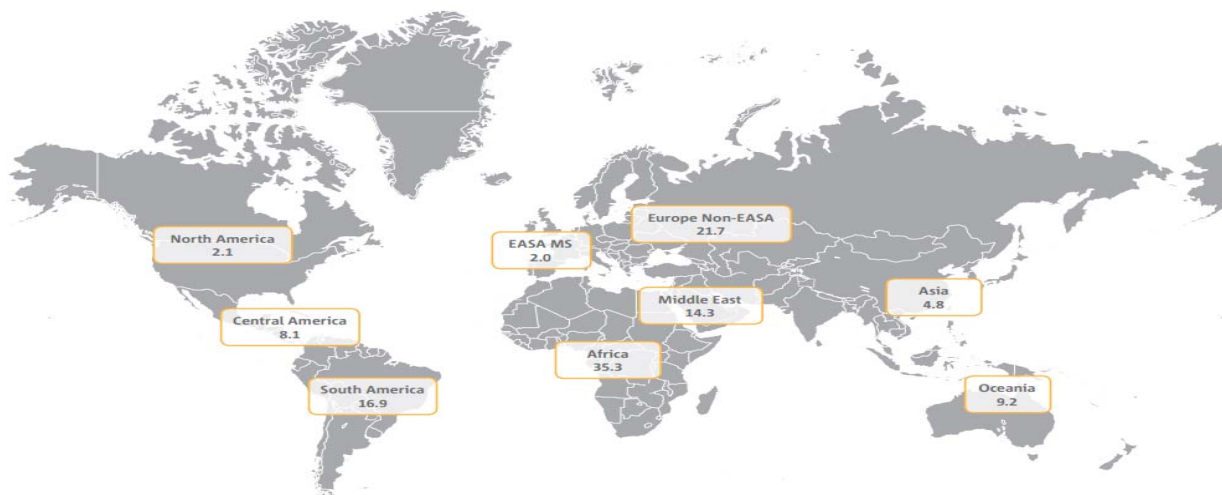 Europe Non-EASA
21.7
North America
2.1
EASA MS
2.0
Asia
4.8
Middle East
14.3
Central America
8.1
Africa
35.3
South America
16.9
Oceania
9.2